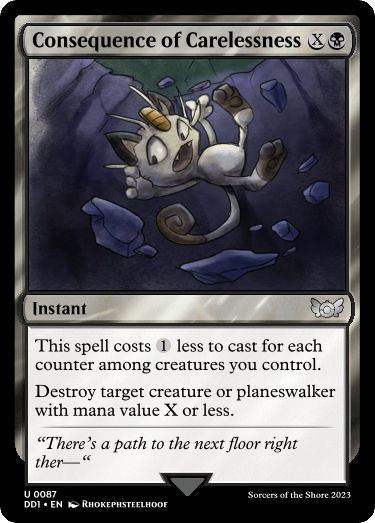 Consequence of Carelessness X
Instant
This spell costs 1 less to cast for each
counter among creatures you control.
Destroy target creature or planeswalker
with mana value X or less.
“There’s a path to the next floor right
ther—“
U 0087
DD1 • EN RHOKEPHSTEELHOOF
Sorcers of the Shore 2023